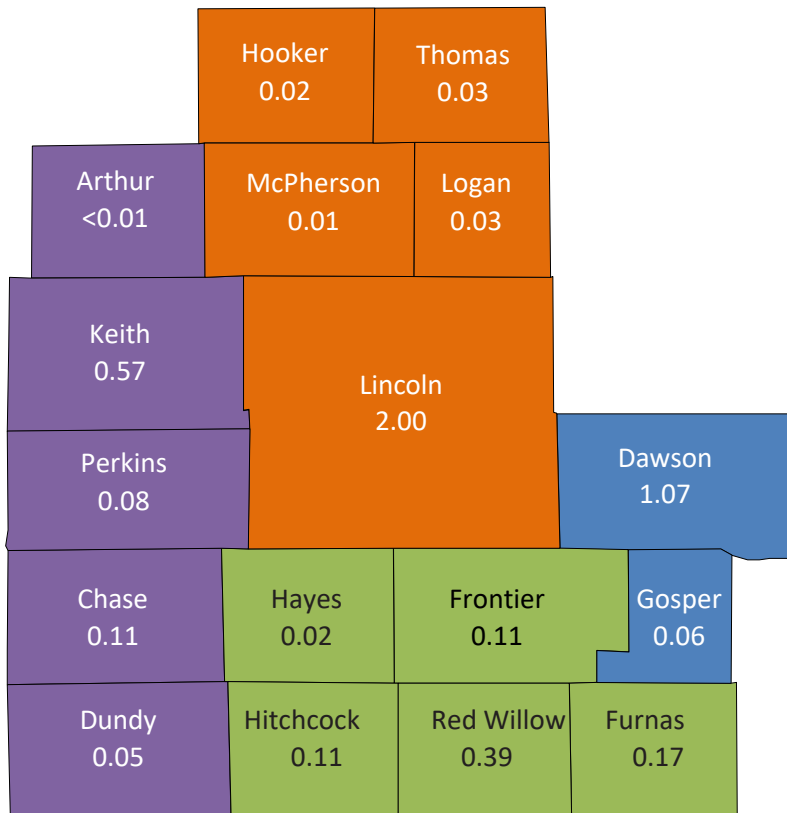 Hooker
0.02
Thomas
0.03
Arthur
<0.01
McPherson
0.01
Logan
0.03
Keith
0.57
Lincoln
2.00
Perkins
0.08
Dawson
1.07
Chase
0.11
Hayes
0.02
Frontier
0.11
Gosper
0.06
Dundy
0.05
Hitchcock
0.11
Red Willow
0.39
Furnas
0.17